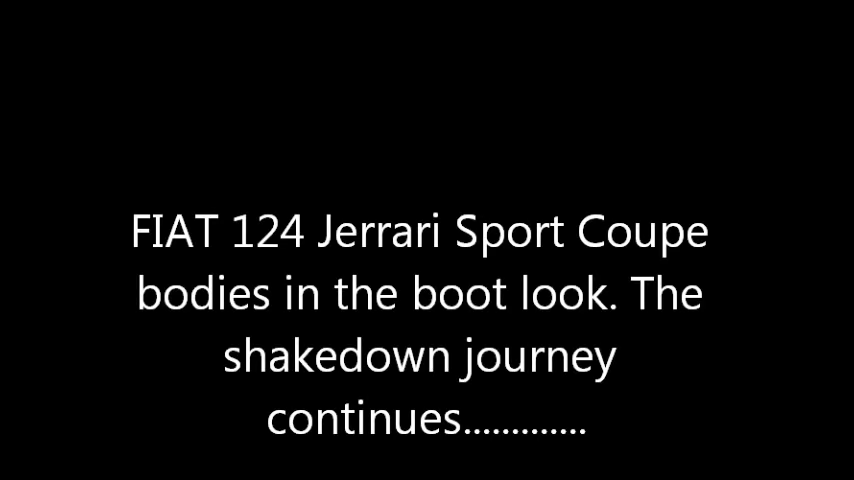 FIAT 124 Jerrari Sport Coupe
bodies in the boot look. The
shakedown journey
continues.............